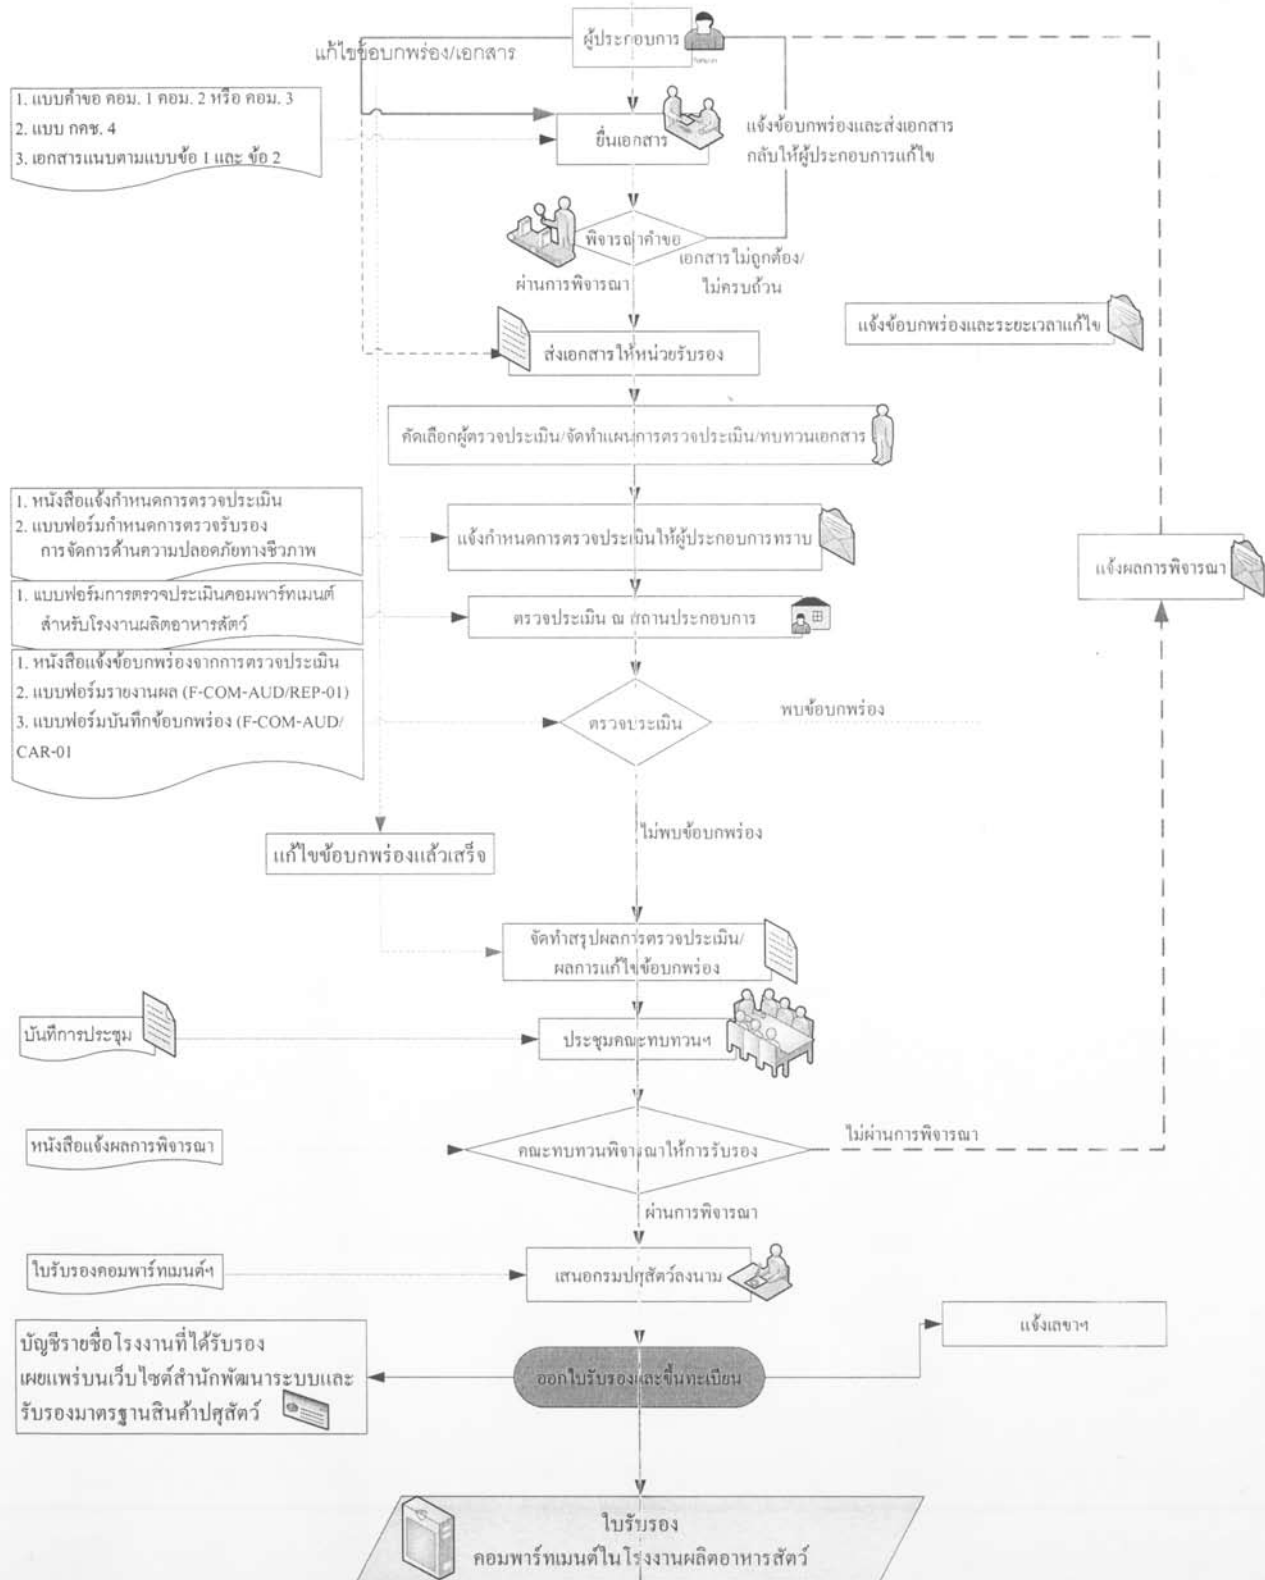 ผู้ประกอบการ
แก้ไขข้อบกพร่อง/เอกสาร
1. แบบคำขอ คอม. 1 คอม. 2 หรือ คอม. 3
2. แบบ กคช. 4
3. เอกสารแนบตามแบบข้อ 1 และ ข้อ 2
ยื่นเอกสาร
แจ้งข้อบกพร่องและส่งเอกสาร
กลับให้ผู้ประกอบการแก้ไข
พิจารณาคำขอ
เอกสารไม่ถูกต้อง/
ไม่ครบถ้วน
ผ่านการพิจารณา
แจ้งข้อบกพร่องและระยะเวลาแก้ไข
ส่งเอกสารให้หน่วยรับรอง
คัดเลือกผู้ตรวจประเมิน/จัดทำแผนการตรวจประเมิน/ทบทวนเอกสาร
1. หนังสือแจ้งกำหนดการตรวจประเมิน
2. แบบฟอร์มกำหนดการตรวจรับรอง
การจัดการด้านความปลอดภัยทางชีวภาพ
แจ้งกำหนดการตรวจประเมินให้ผู้ประกอบการทราบ
แจ้งผลการพิจารณา
1. แบบฟอร์มการตรวจประเมินคอมพาร์ทเมนต์
สำหรับโรงงานผลิตอาหารสัตว์
ตรวจประเมิน ณ สถานประกอบการ
1. หนังสือแจ้งข้อบกพร่องจากการตรวจประเมิน
2. แบบฟอร์มรายงานผล (F-COM-AUD/REP-01)
3. แบบฟอร์มบันทึกข้อบกพร่อง (F-COM-AUD/
CAR-01
ตรวจประเมิน
พบข้อบกพร่อง
ไม่พบข้อบกพร่อง
แก้ไขข้อบกพร่องแล้วเสร็จ
จัดทำสรุปผลการตรวจประเมิน/
ผลการแก้ไขข้อบกพร่อง
บันทึการประชุม
ประชุมคณะทบทวนฯ
หนังสือแจ้งผลการพิจารณา
คณะทบทวนพิจารณาให้การรับรอง
ไม่ผ่านการพิจารณา
ผ่านการพิจารณา
ใบรับรองคอมพาร์ทเมนต์ฯ
เสนอกรมปศุสัตว์ลงนาม
แจ้งเลขาฯ
บัญชีรายชื่อโรงงานที่ได้รับรอง
เผยแพร่บนเว็บไซต์สำนักพัฒนาระบบและ
รับรองมาตรฐานสินค้าปศุสัตว์
ออกใบรับรองและขึ้นทะเบียน
ใบรับรอง
คอมพาร์ทเมนต์ในโรงงานผลิตอาหารสัตว์